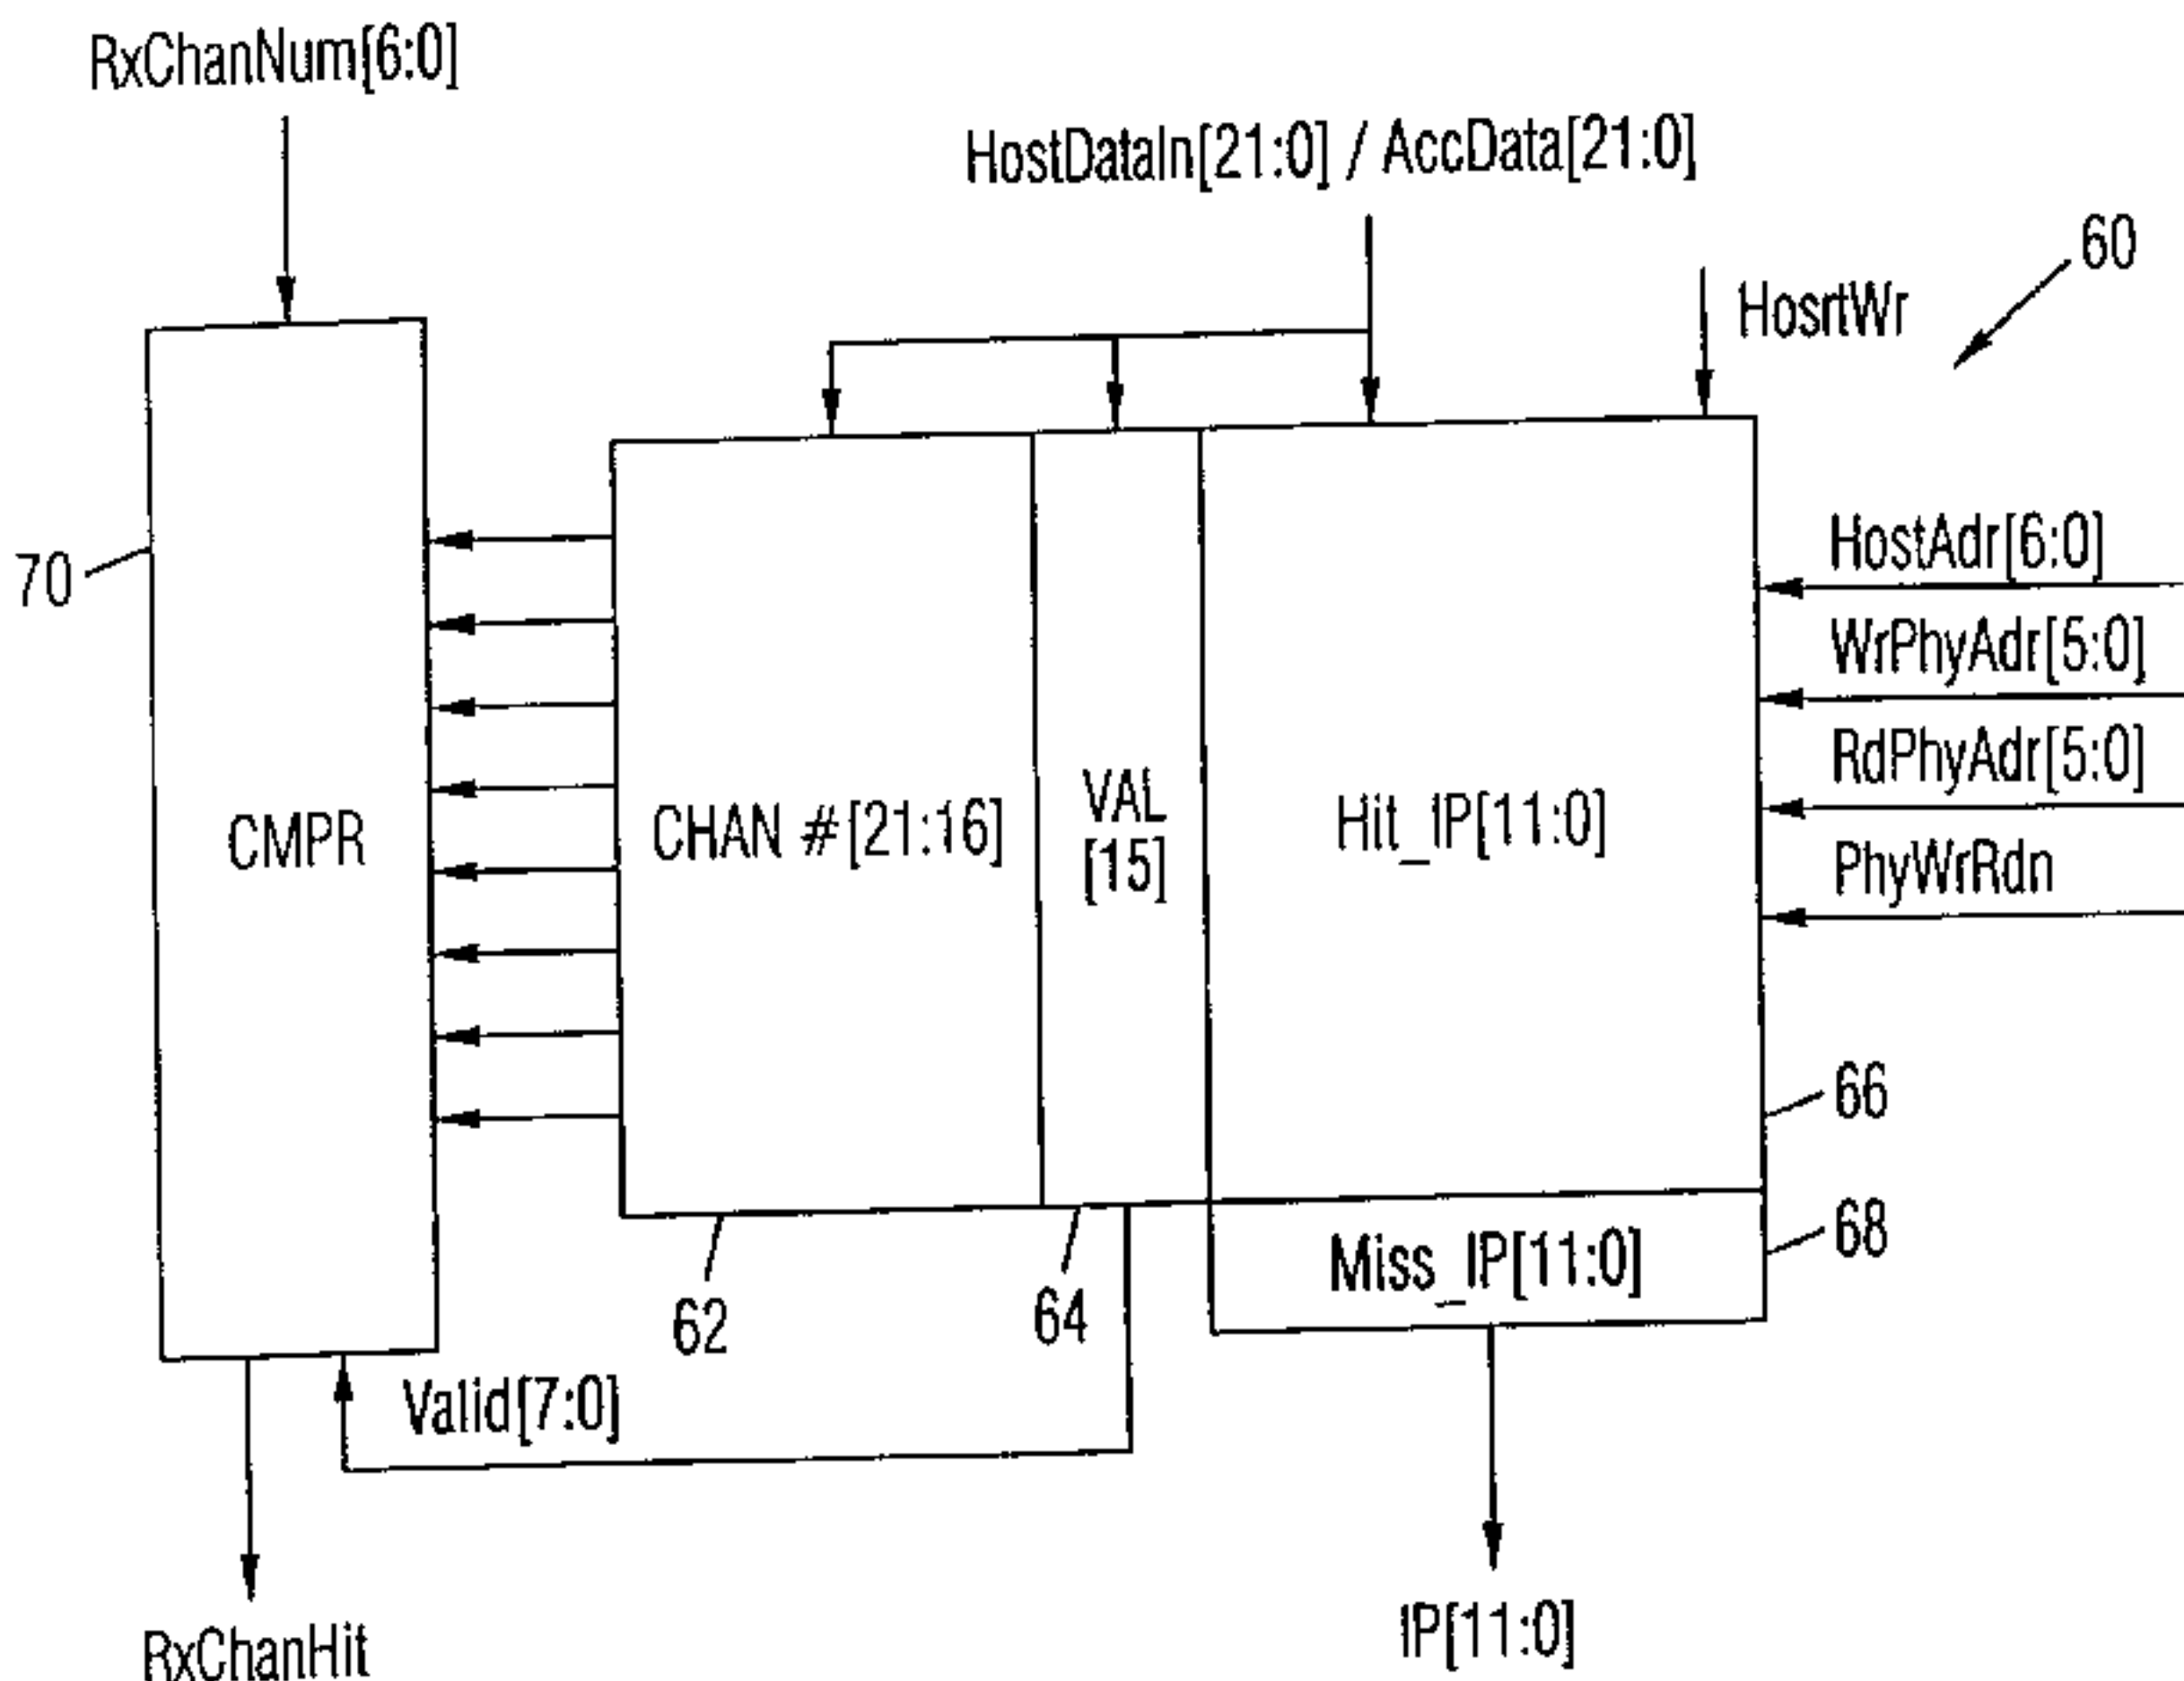 RxChanNum[6:0]
HostDataIn[21:0] / AccData[21:0]
60
HosrtWr
HostAdr[6:0]
WrPhyAdr[5:0]
RdPhyAdr[5:0]
PhyWrRdn
70
CMPR
CHAN #[21:16]
VAL
[15]
Hit_IP[11:0]
66
68
Miss_IP[11:0]
62
64
Valid[7:0]
RxChanHit
IP[11:0]